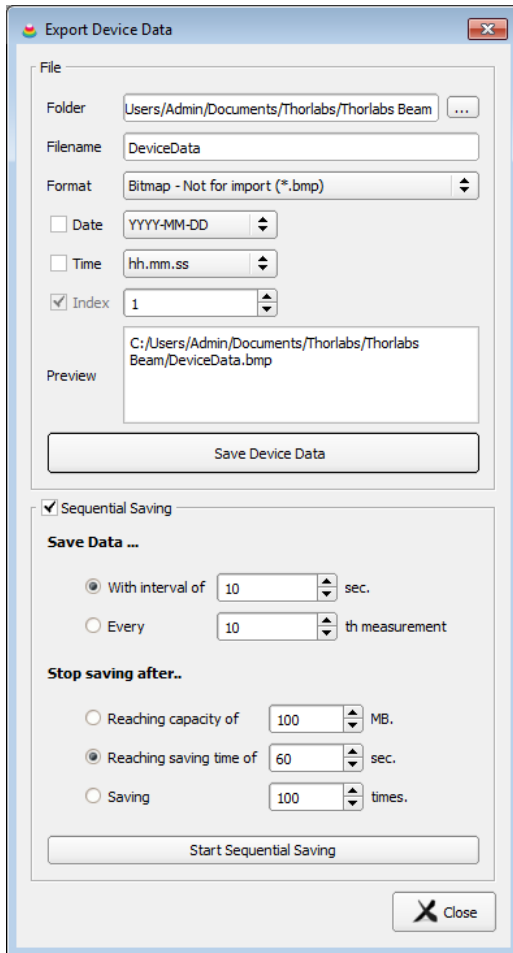 Export Device Data
File
Folder Users/Admin/Documents/Thorlabs/Thorlabs Beam ...
Filename DeviceData
Format Bitmap - Not for import (*.bmp)
Date YYYY-MM-DD
Time hh.mm.ss
Index 1
Preview C:/Users/Admin/Documents/Thorlabs/Thorlabs
Beam/DeviceData.bmp
Save Device Data
Sequential Saving
Save Data ...
With interval of 10 sec.
Every 10 th measurement
Stop saving after..
Reaching capacity of 100 MB.
Reaching saving time of 60 sec.
Saving 100 times.
Start Sequential Saving
Close